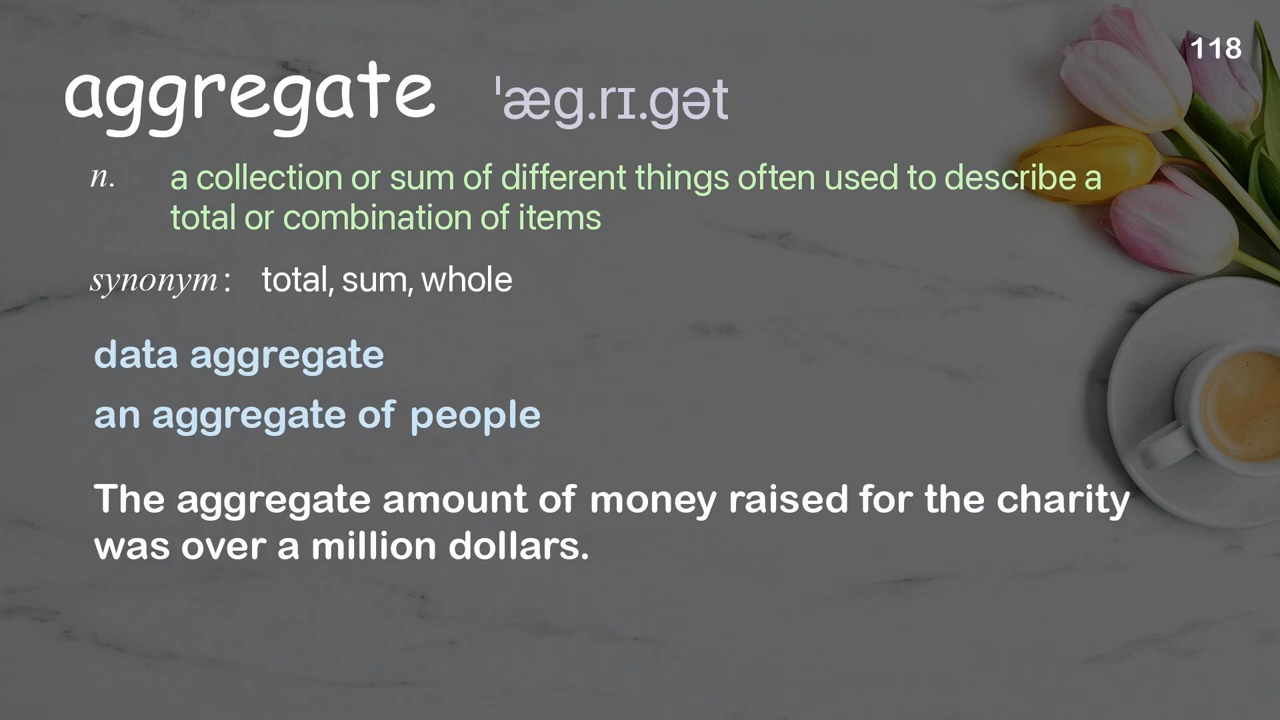 118
aggregate ˈæg.rɪ.gət
n. a collection or sum of different things often used to describe a
total or combination of items
synonym: total, sum, whole
data aggregate
an aggregate of people
The aggregate amount of money raised for the charity
was over a million dollars.